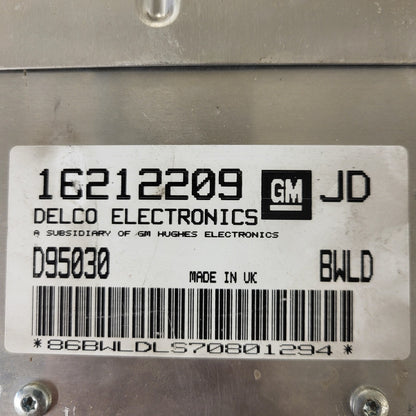 16212209 GM JD
DELCO ELECTRONICS
A SUBSIDIARY OF GM HUGHES ELECTRONICS
D95030 MADE IN UK BWLD
*86BWLDLS70801294*